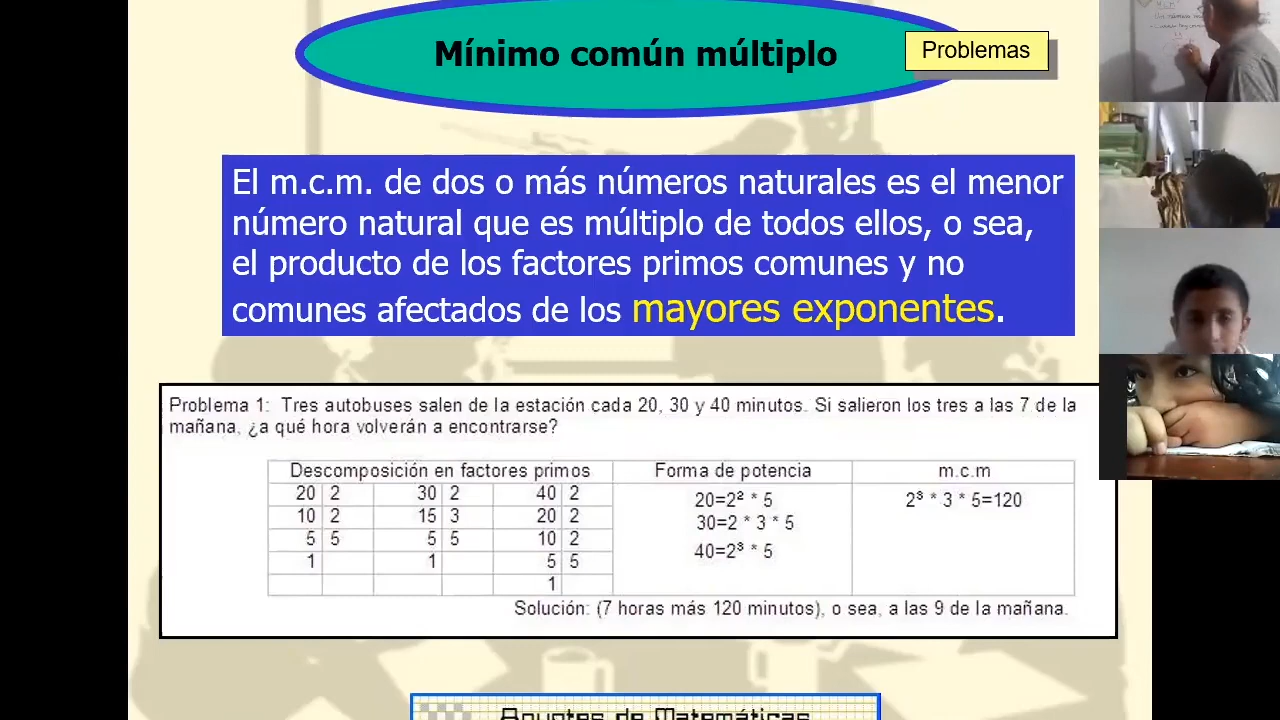 Mínimo común múltiplo
Problemas
El m.c.m. de dos o más números naturales es el menor
número natural que es múltiplo de todos ellos, o sea,
el producto de los factores primos comunes y no
comunes afectados de los mayores exponentes.
Problema 1: Tres autobuses salen de la estación cada 20, 30 y 40 minutos. Si salieron los tres a las 7 de la
mañana, ¿a qué hora volverán a encontrarse?
Descomposición en factores primos Forma de potencia m.c.m
20 2 30 2 40 2 20=2² * 5 2³ * 3 * 5=120
10 2 15 3 20 2 30=2 * 3 * 5
5 5 5 5 10 2 40=2³ * 5
1 1 5 5
1
Solución: (7 horas más 120 minutos), o sea, a las 9 de la mañana.
Apuntes de Matemáticas